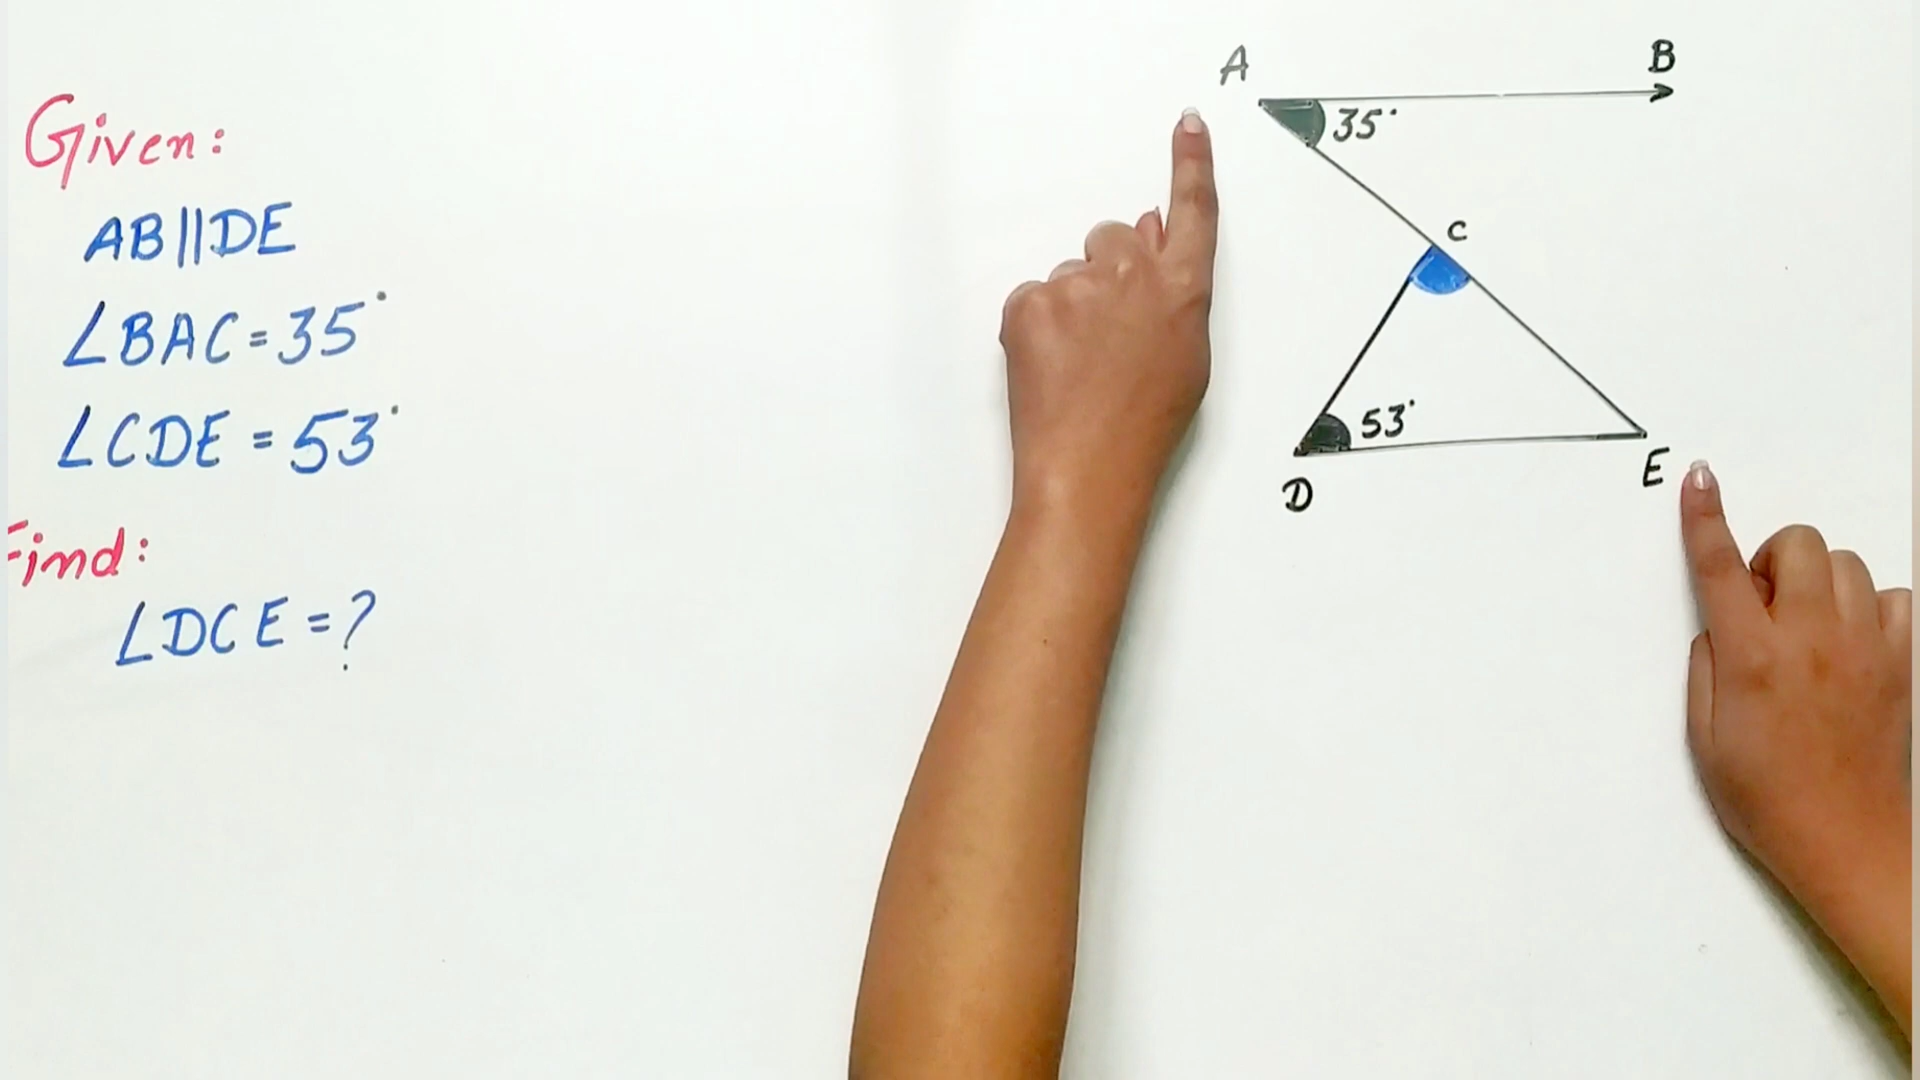 Given:
AB||DE
∠BAC=35°
∠CDE=53°
Find:
∠DCE=?
A
B
35°
C
53°
D
E